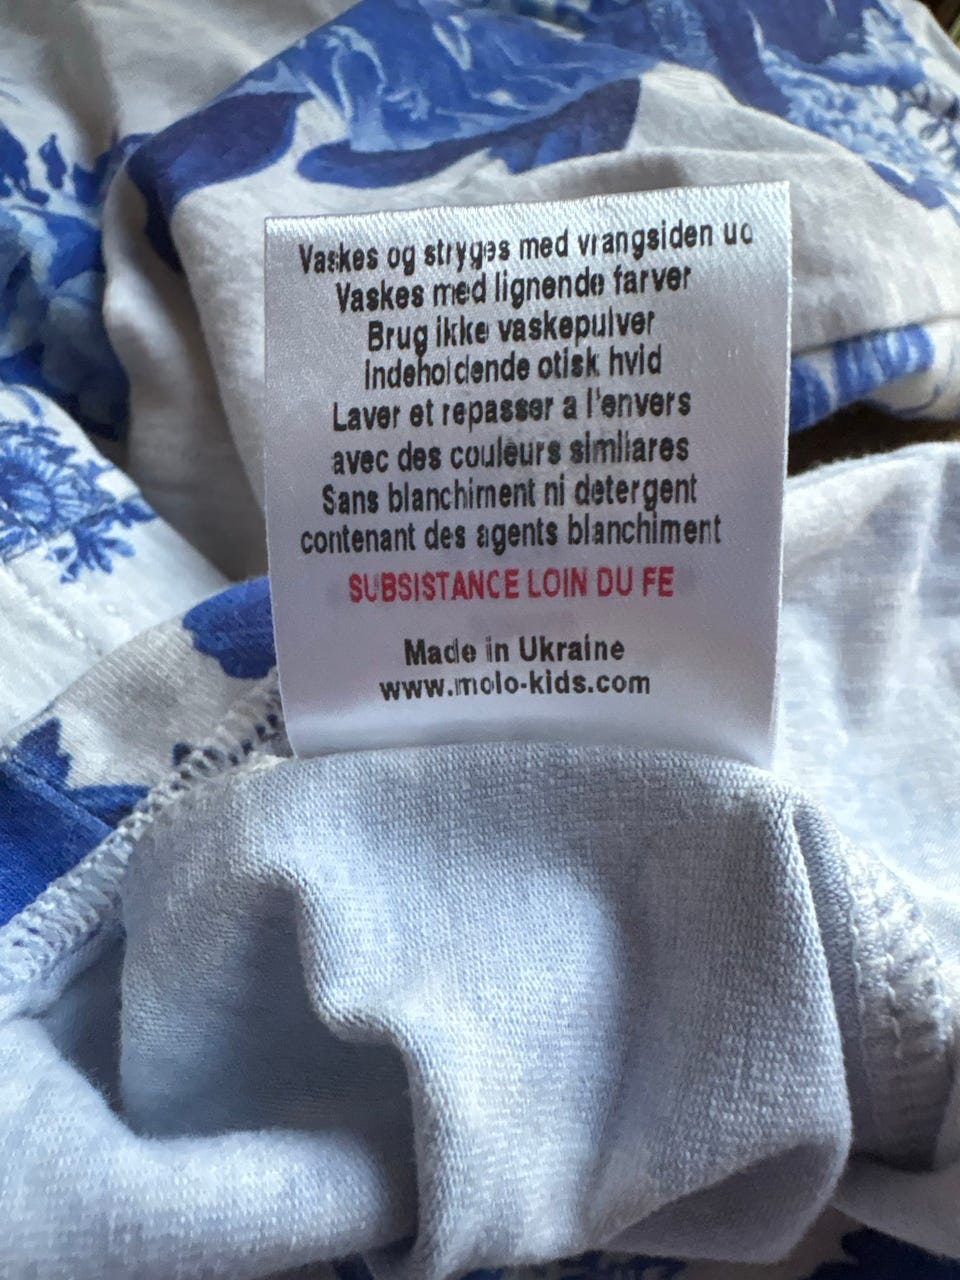 Vaskes og stryges med vrangsiden uc
Vaskes med lignende farver
Brug ikke vaskepulver
indeholdende otisk hvid
Laver et repasser a l'envers
avec des couleurs similares
Sans blanchiment ni detergent
contenant des agents blanchiment
SUBSISTANCE LOIN DU FE
Made in Ukraine
www.molo-kids.com